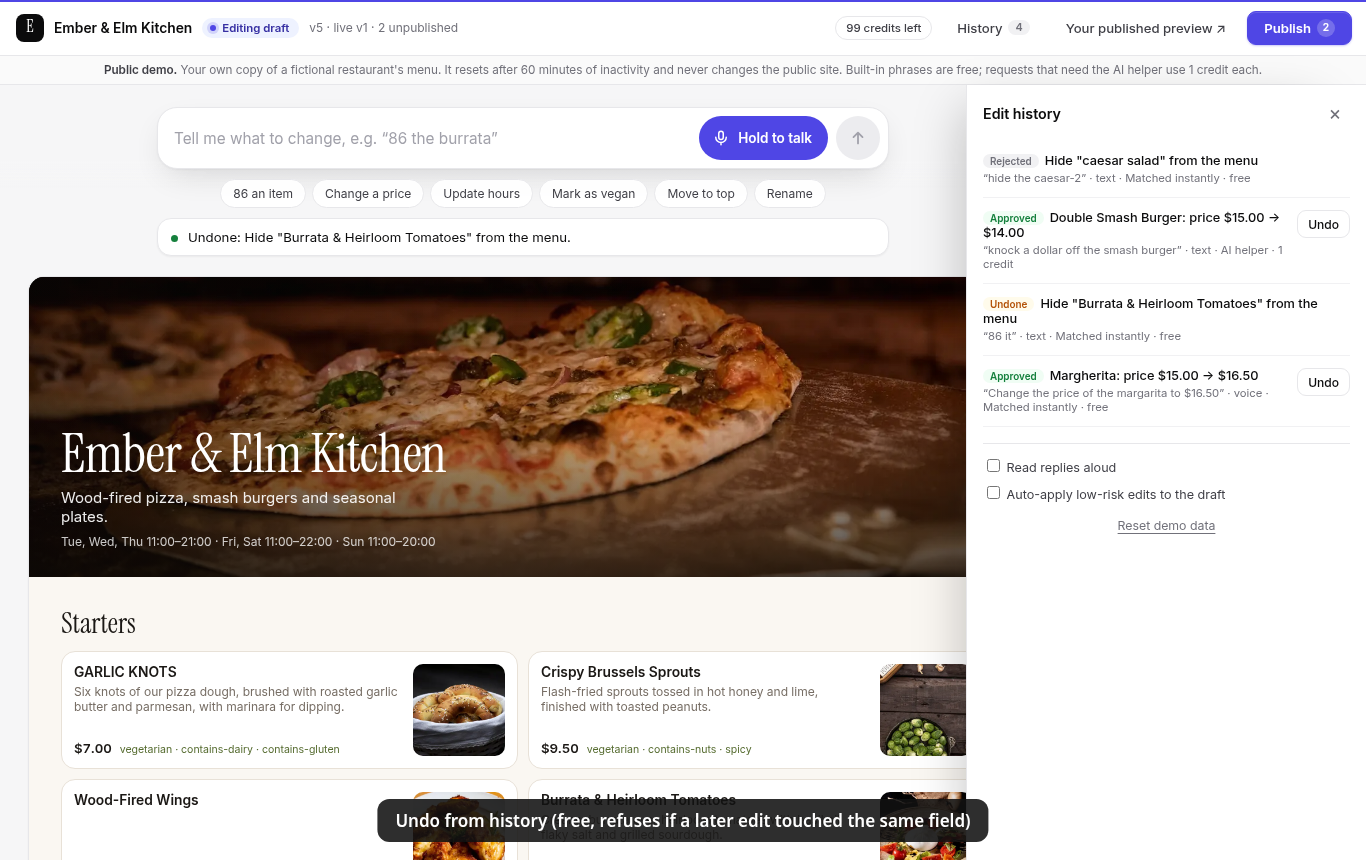 E
Ember & Elm Kitchen
Editing draft
v5 · live v1 · 2 unpublished
99 credits left
History 4
Your published preview ↗
Publish 2
Public demo. Your own copy of a fictional restaurant's menu. It resets after 60 minutes of inactivity and never changes the public site. Built-in phrases are free; requests that need the AI helper use 1 credit each.
Tell me what to change, e.g. “86 the burrata”
Hold to talk
86 an item
Change a price
Update hours
Mark as vegan
Move to top
Rename
Undone: Hide "Burrata & Heirloom Tomatoes" from the menu.
Ember & Elm Kitchen
Wood-fired pizza, smash burgers and seasonal
plates.
Tue, Wed, Thu 11:00–21:00 · Fri, Sat 11:00–22:00 · Sun 11:00–20:00
Starters
GARLIC KNOTS
Six knots of our pizza dough, brushed with roasted garlic
butter and parmesan, with marinara for dipping.
$7.00 vegetarian · contains-dairy · contains-gluten
Crispy Brussels Sprouts
Flash-fried sprouts tossed in hot honey and lime,
finished with toasted peanuts.
$9.50 vegetarian · contains-nuts · spicy
Wood-Fired Wings
Burrata & Heirloom Tomatoes
flaky salt and grilled sourdough.
Edit history
Rejected Hide "caesar salad" from the menu
“hide the caesar-2” · text · Matched instantly · free
Approved Double Smash Burger: price $15.00 →
$14.00
Undo
“knock a dollar off the smash burger” · text · AI helper · 1
credit
Undone Hide "Burrata & Heirloom Tomatoes" from the
menu
“86 it” · text · Matched instantly · free
Approved Margherita: price $15.00 → $16.50
Undo
“Change the price of the margarita to $16.50” · voice ·
Matched instantly · free
Read replies aloud
Auto-apply low-risk edits to the draft
Reset demo data
Undo from history (free, refuses if a later edit touched the same field)